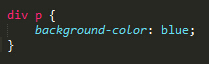 div p {
    background-color: blue;
}